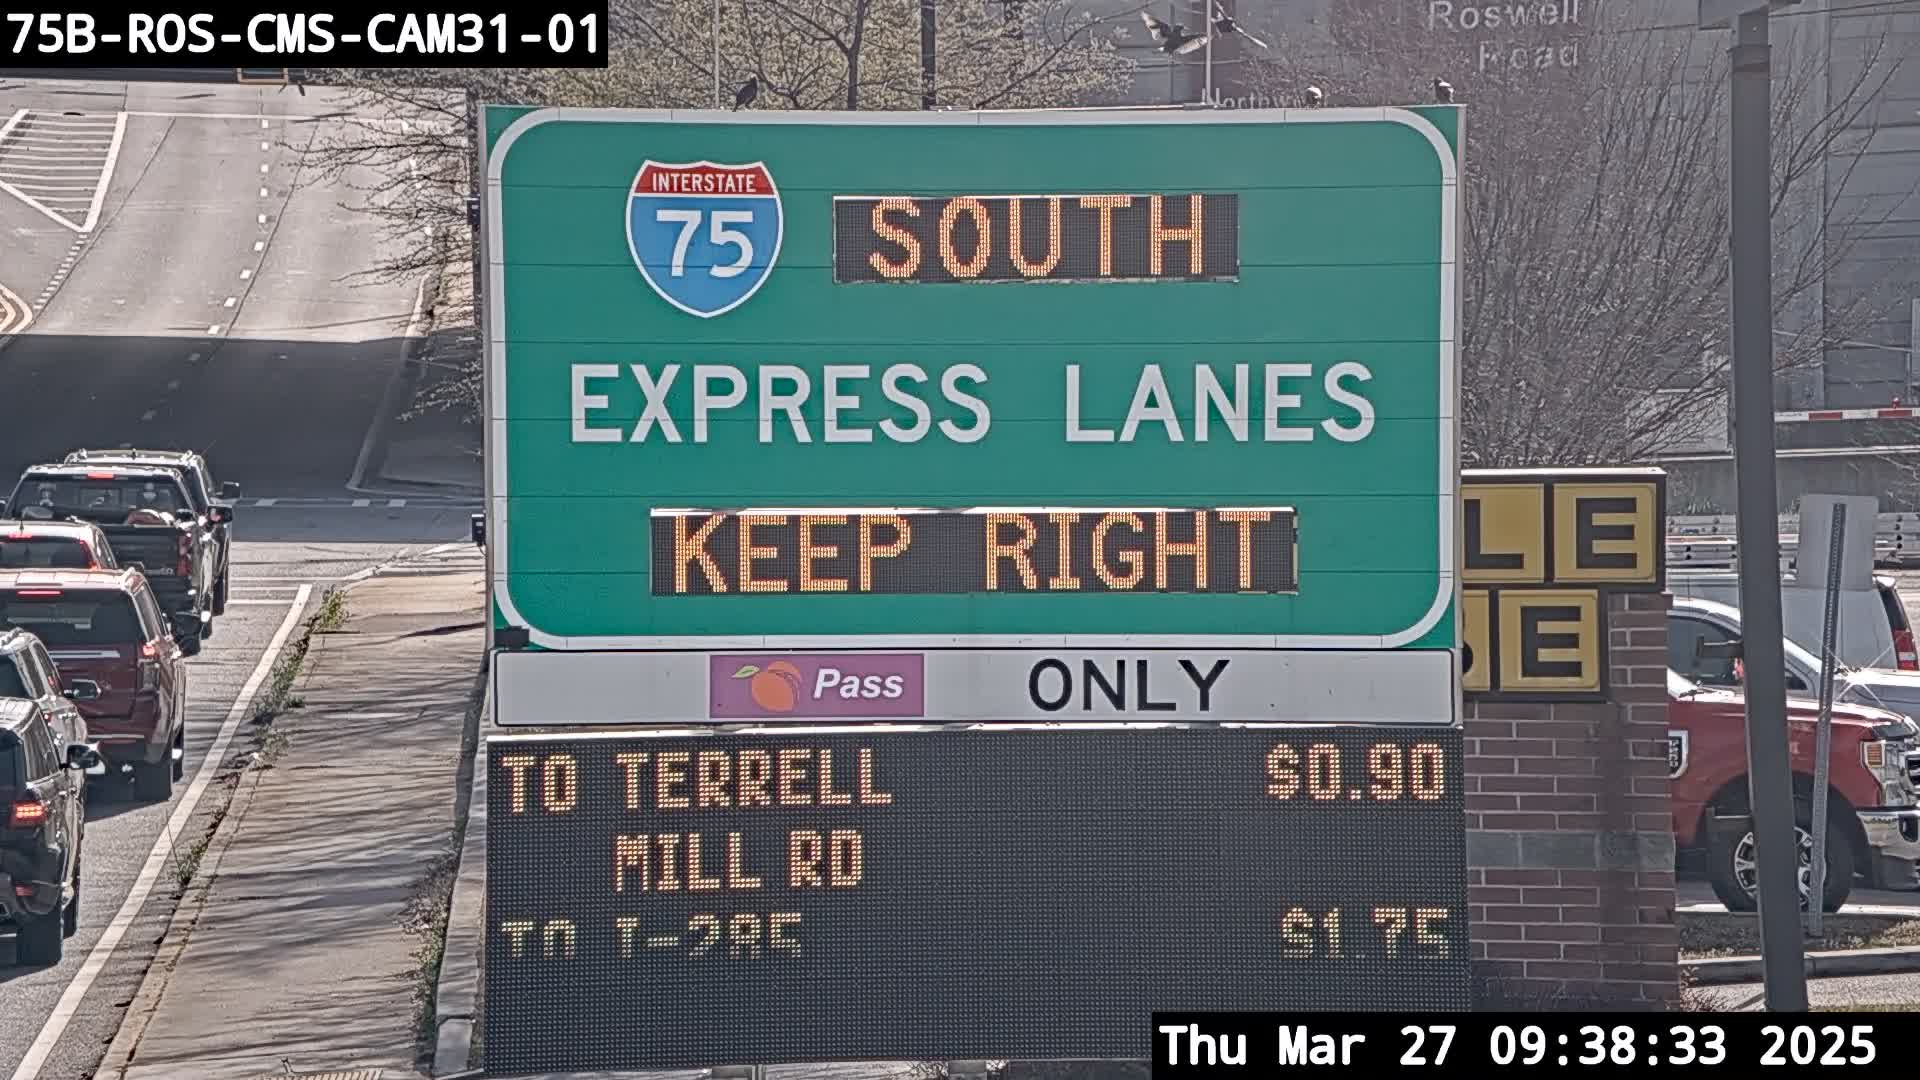 75B-ROS-CMS-CAM31-01
Roswell
Road
INTERSTATE
75
SOUTH
EXPRESS LANES
KEEP RIGHT
Pass ONLY
TO TERRELL $0.90
MILL RD
TO I-285 $1.75
LE
E
Thu Mar 27 09:38:33 2025